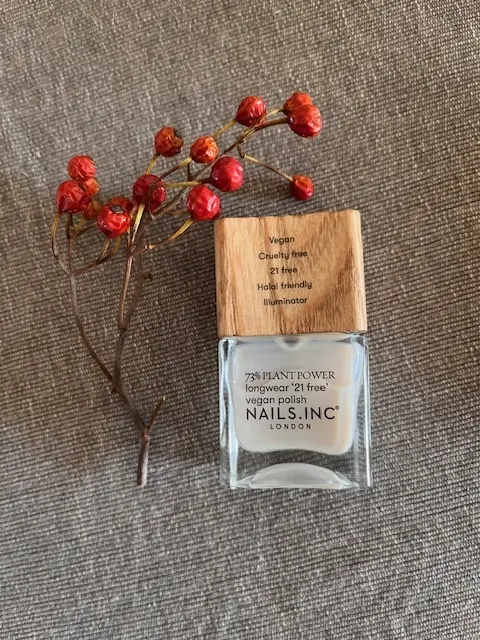 Vegan
Cruelty free
21 free
Halal friendly
Illuminator
73% PLANT POWER
longwear '21 free'
vegan polish
NAILS.INC®
LONDON